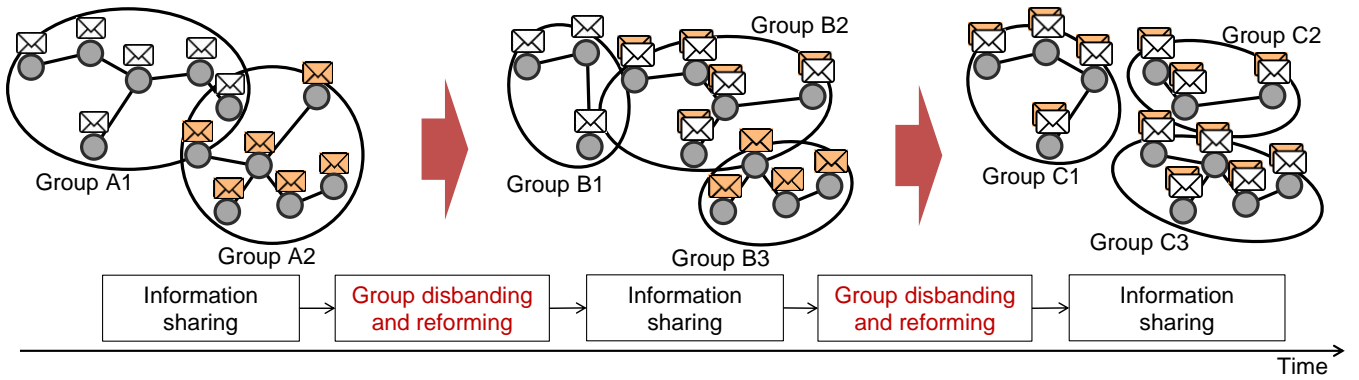 Group A1
Group A2
Group B1
Group B2
Group B3
Group C1
Group C2
Group C3
Information
sharing
Group disbanding
and reforming
Information
sharing
Group disbanding
and reforming
Information
sharing
Time